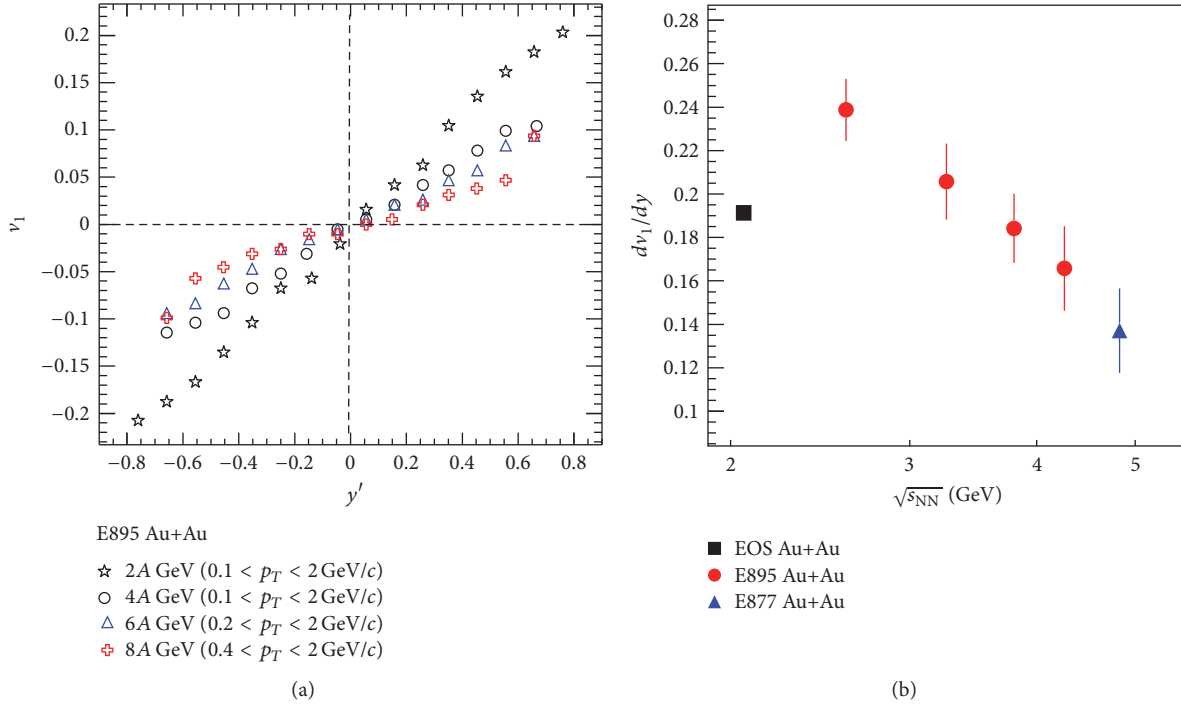 0.2
0.15
0.1
0.05
0
−0.05
−0.1
−0.15
−0.2
v₁
−0.8 −0.6 −0.4 −0.2 0 0.2 0.4 0.6 0.8
y′
E895 Au+Au
2A GeV (0.1 < p_T < 2 GeV/c)
4A GeV (0.1 < p_T < 2 GeV/c)
6A GeV (0.2 < p_T < 2 GeV/c)
8A GeV (0.4 < p_T < 2 GeV/c)
(a)
0.28
0.26
0.24
0.22
0.2
0.18
0.16
0.14
0.12
0.1
dv₁/dy
2 3 4 5
√s_NN (GeV)
EOS Au+Au
E895 Au+Au
E877 Au+Au
(b)